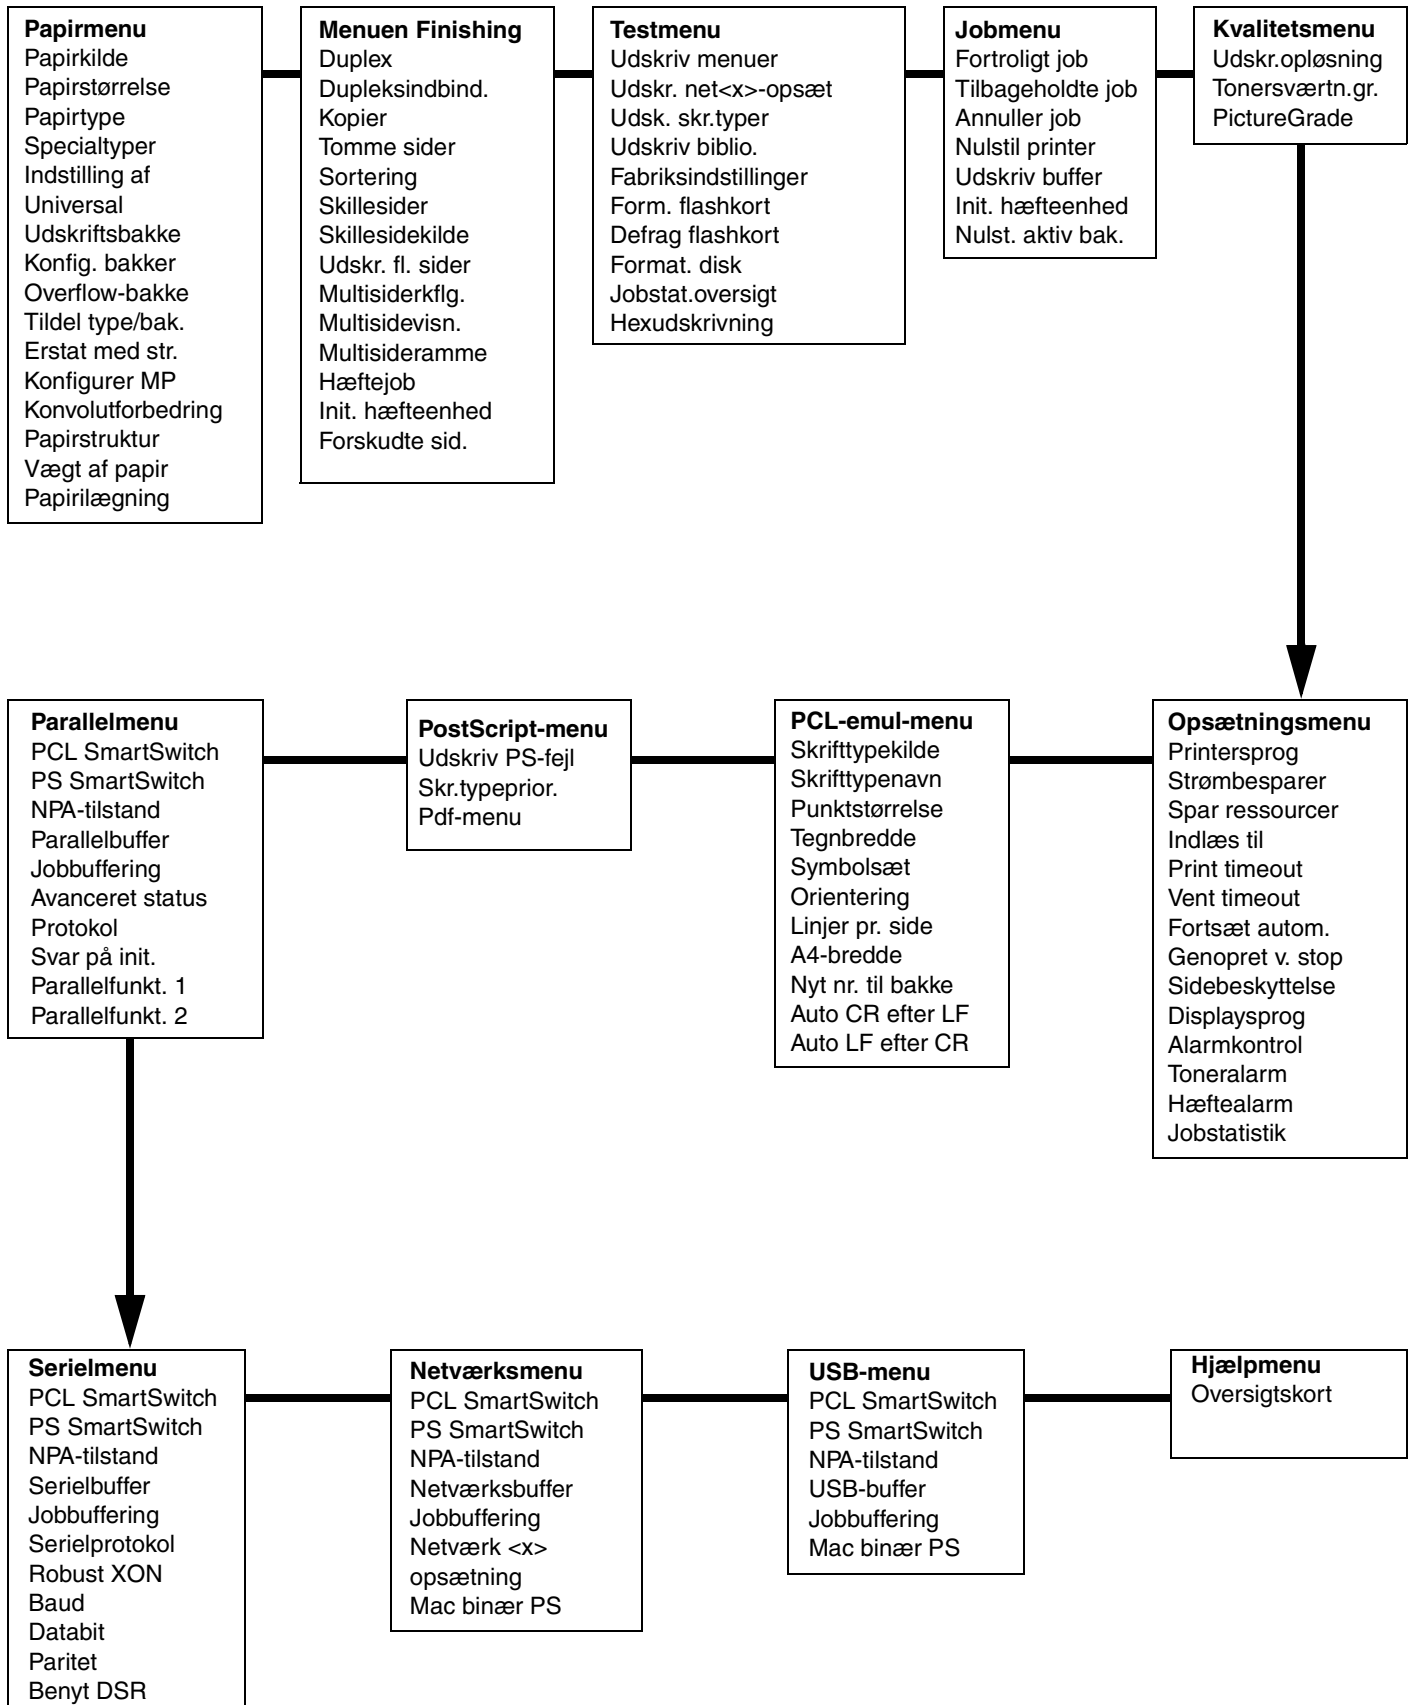 Papirmenu
Papirkilde
Papirstørrelse
Papirtype
Specialtyper
Indstilling af
Universal
Udskriftsbakke
Konfig. bakker
Overflow-bakke
Tildel type/bak.
Erstat med str.
Konfigurer MP
Konvolutforbedring
Papirstruktur
Vægt af papir
Papirilægning
Menuen Finishing
Duplex
Dupleksindbind.
Kopier
Tomme sider
Sortering
Skillesider
Skillesidekilde
Udskr. fl. sider
Multisiderkflg.
Multisidevisn.
Multisideramme
Hæftejob
Init. hæfteenhed
Forskudte sid.
Testmenu
Udskriv menuer
Udskr. net<x>-opsæt
Udsk. skr.typer
Udskriv biblio.
Fabriksindstillinger
Form. flashkort
Defrag flashkort
Format. disk
Jobstat.oversigt
Hexudskrivning
Jobmenu
Fortroligt job
Tilbageholdte job
Annuller job
Nulstil printer
Udskriv buffer
Init. hæfteenhed
Nulst. aktiv bak.
Kvalitetsmenu
Udskr.opløsning
Tonersværtn.gr.
PictureGrade
Parallelmenu
PCL SmartSwitch
PS SmartSwitch
NPA-tilstand
Parallelbuffer
Jobbuffering
Avanceret status
Protokol
Svar på init.
Parallelfunkt. 1
Parallelfunkt. 2
PostScript-menu
Udskriv PS-fejl
Skr.typeprior.
Pdf-menu
PCL-emul-menu
Skrifttypekilde
Skrifttypenavn
Punktstørrelse
Tegnbredde
Symbolsæt
Orientering
Linjer pr. side
A4-bredde
Nyt nr. til bakke
Auto CR efter LF
Auto LF efter CR
Opsætningsmenu
Printersprog
Strømbesparer
Spar ressourcer
Indlæs til
Print timeout
Vent timeout
Fortsæt autom.
Genopret v. stop
Sidebeskyttelse
Displaysprog
Alarmkontrol
Toneralarm
Hæftealarm
Jobstatistik
Serielmenu
PCL SmartSwitch
PS SmartSwitch
NPA-tilstand
Serielbuffer
Jobbuffering
Serielprotokol
Robust XON
Baud
Databit
Paritet
Benyt DSR
Netværksmenu
PCL SmartSwitch
PS SmartSwitch
NPA-tilstand
Netværksbuffer
Jobbuffering
Netværk <x>
opsætning
Mac binær PS
USB-menu
PCL SmartSwitch
PS SmartSwitch
NPA-tilstand
USB-buffer
Jobbuffering
Mac binær PS
Hjælpmenu
Oversigtskort